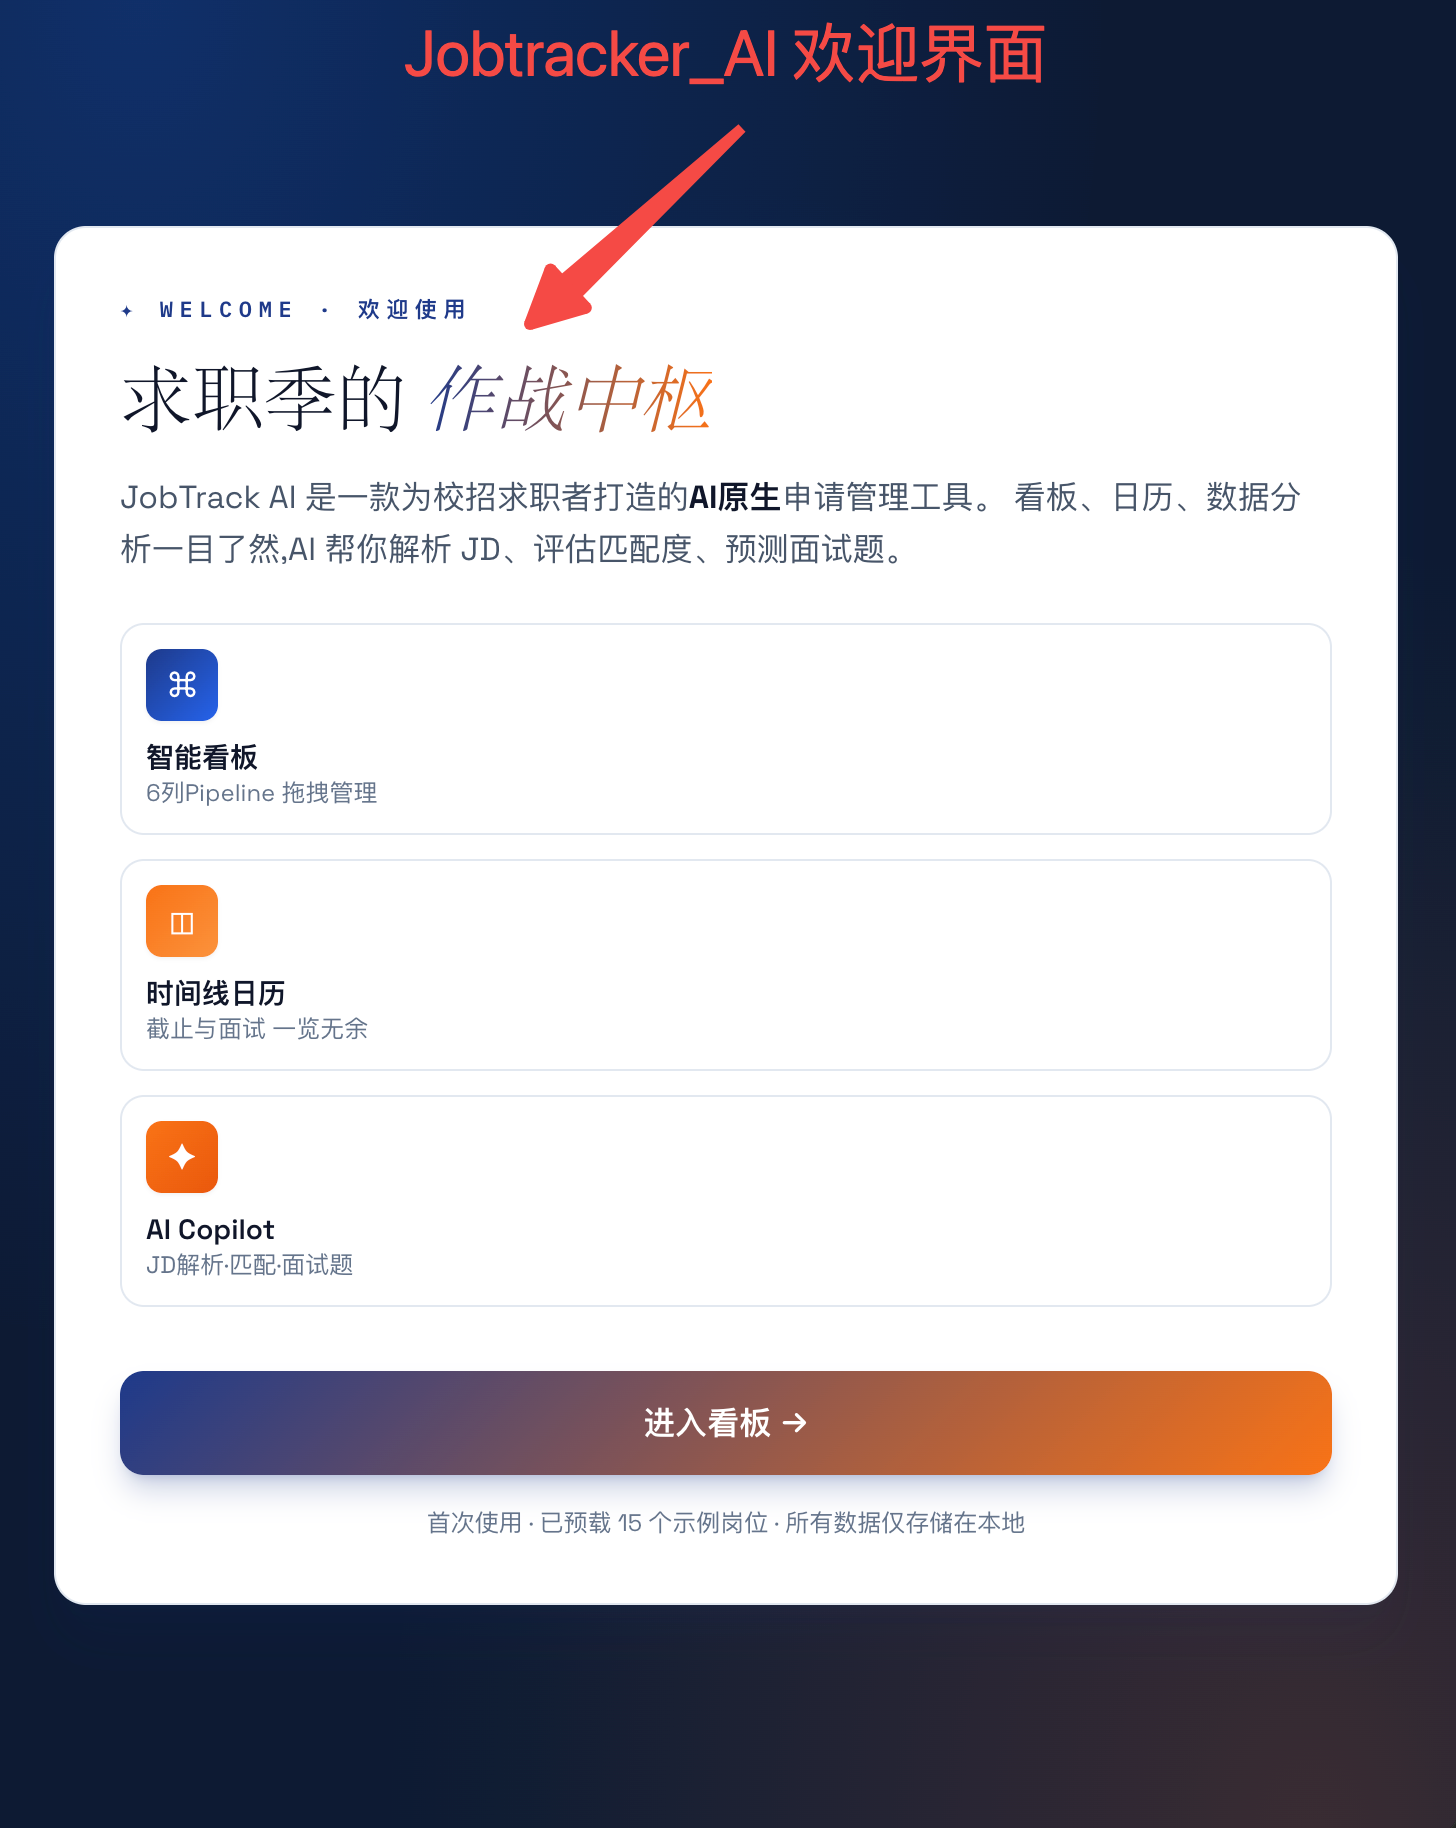 Jobtracker_AI 欢迎界面
✦ WELCOME · 欢迎使用
求职季的 作战中枢
JobTrack AI 是一款为校招求职者打造的AI原生申请管理工具。 看板、日历、数据分
析一目了然,AI 帮你解析 JD、评估匹配度、预测面试题。
⌘
智能看板
6列Pipeline 拖拽管理
◫
时间线日历
截止与面试 一览无余
✦
AI Copilot
JD解析·匹配·面试题
进入看板 →
首次使用 · 已预载 15 个示例岗位 · 所有数据仅存储在本地